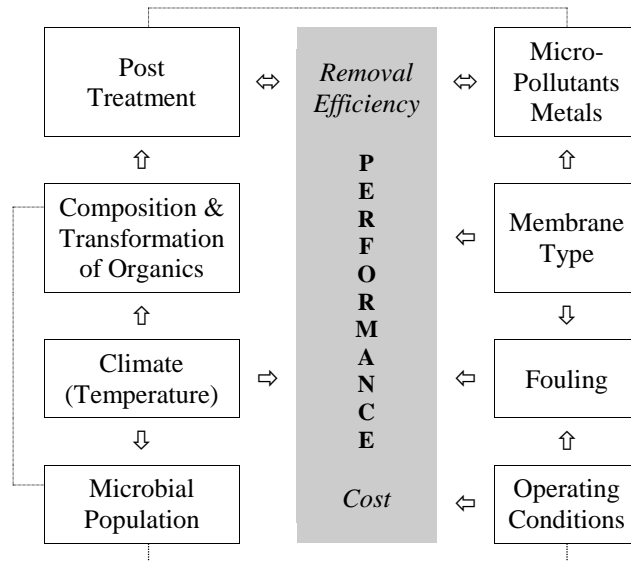 Post
Treatment
Removal
Efficiency
Micro-
Pollutants
Metals
Composition &
Transformation
of Organics
P
E
R
F
O
R
M
A
N
C
E
Membrane
Type
Climate
(Temperature)
Fouling
Microbial
Population
Cost
Operating
Conditions